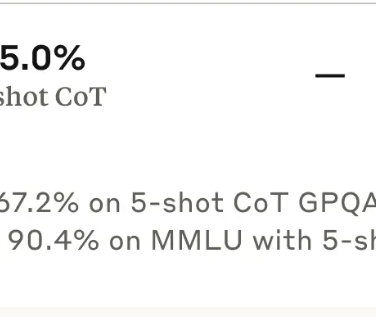 5.0%
shot CoT
—
67.2% on 5-shot CoT GPQA
90.4% on MMLU with 5-sh